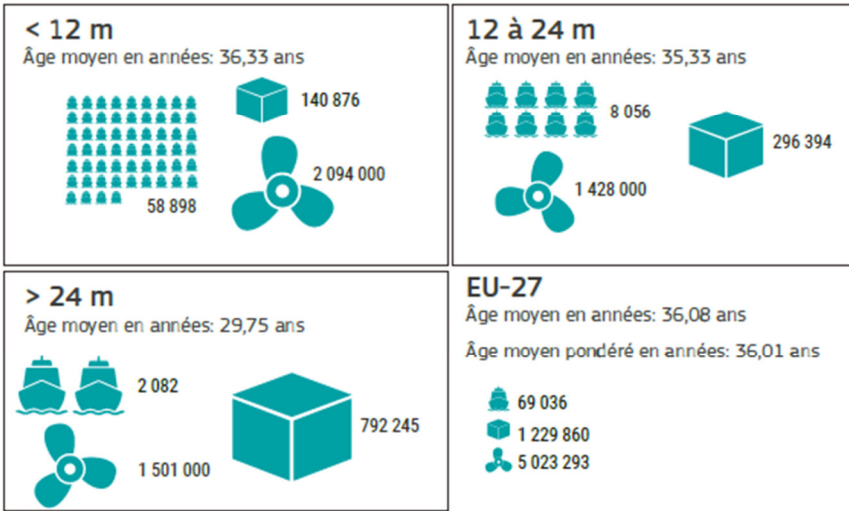 < 12 m
Âge moyen en années: 36,33 ans
140 876
2 094 000
58 898
12 à 24 m
Âge moyen en années: 35,33 ans
8 056
296 394
1 428 000
> 24 m
Âge moyen en années: 29,75 ans
2 082
792 245
1 501 000
EU-27
Âge moyen en années: 36,08 ans
Âge moyen pondéré en années: 36,01 ans
69 036
1 229 860
5 023 293